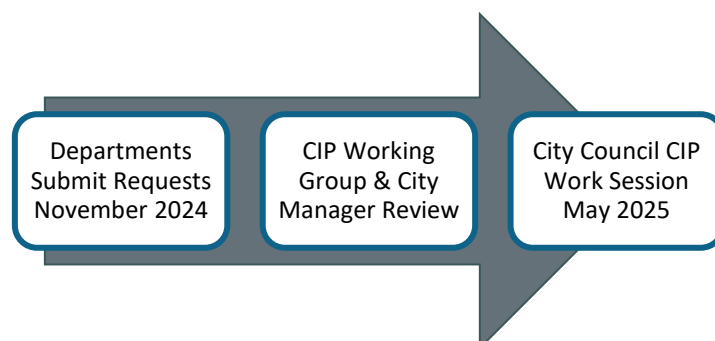 Departments
Submit Requests
November 2024
CIP Working
Group & City
Manager Review
City Council CIP
Work Session
May 2025